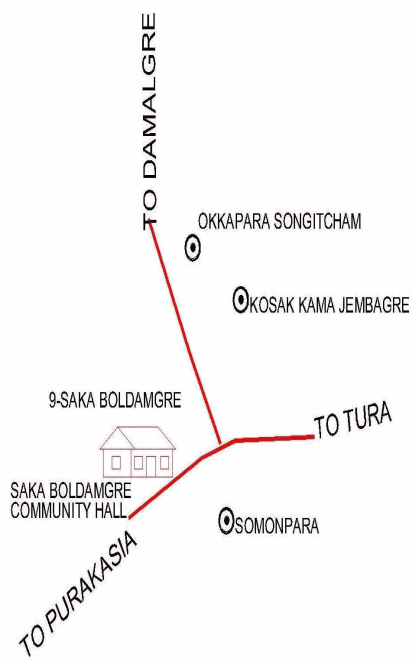 TO DAMALGRE
OKKAPARA SONGITCHAM
KOSAK KAMA JEMBAGRE
9-SAKA BOLDAMGRE
TO TURA
SAKA BOLDAMGRE
COMMUNITY HALL
SOMONPARA
TO PURAKASIA